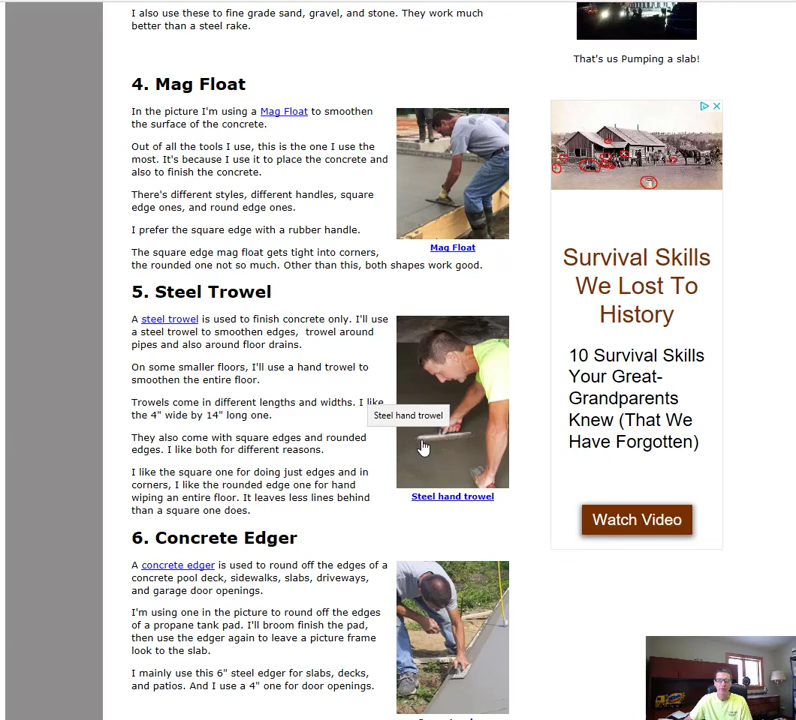 I also use these to fine grade sand, gravel, and stone. They work much
better than a steel rake.
That's us Pumping a slab!
4. Mag Float
In the picture I'm using a Mag Float to smoothen
the surface of the concrete.
Out of all the tools I use, this is the one I use the
most. It's because I use it to place the concrete and
also to finish the concrete.
There's different styles, different handles, square
edge ones, and round edge ones.
I prefer the square edge with a rubber handle.
The square edge mag float gets tight into corners,
the rounded one not so much. Other than this, both shapes work good.
Mag Float
5. Steel Trowel
A steel trowel is used to finish concrete only. I'll use
a steel trowel to smoothen edges, trowel around
pipes and also around floor drains.
On some smaller floors, I'll use a hand trowel to
smoothen the entire floor.
Trowels come in different lengths and widths. I like
the 4" wide by 14" long one.
They also come with square edges and rounded
edges. I like both for different reasons.
I like the square one for doing just edges and in
corners, I like the rounded edge one for hand
wiping an entire floor. It leaves less lines behind
than a square one does.
Steel hand trowel
Steel hand trowel
6. Concrete Edger
A concrete edger is used to round off the edges of a
concrete pool deck, sidewalks, slabs, driveways,
and garage door openings.
I'm using one in the picture to round off the edges
of a propane tank pad. I'll broom finish the pad,
then use the edger again to leave a picture frame
look to the slab.
I mainly use this 6" steel edger for slabs, decks,
and patios. And I use a 4" one for door openings.
Survival Skills
We Lost To
History
10 Survival Skills
Your Great-
Grandparents
Knew (That We
Have Forgotten)
Watch Video